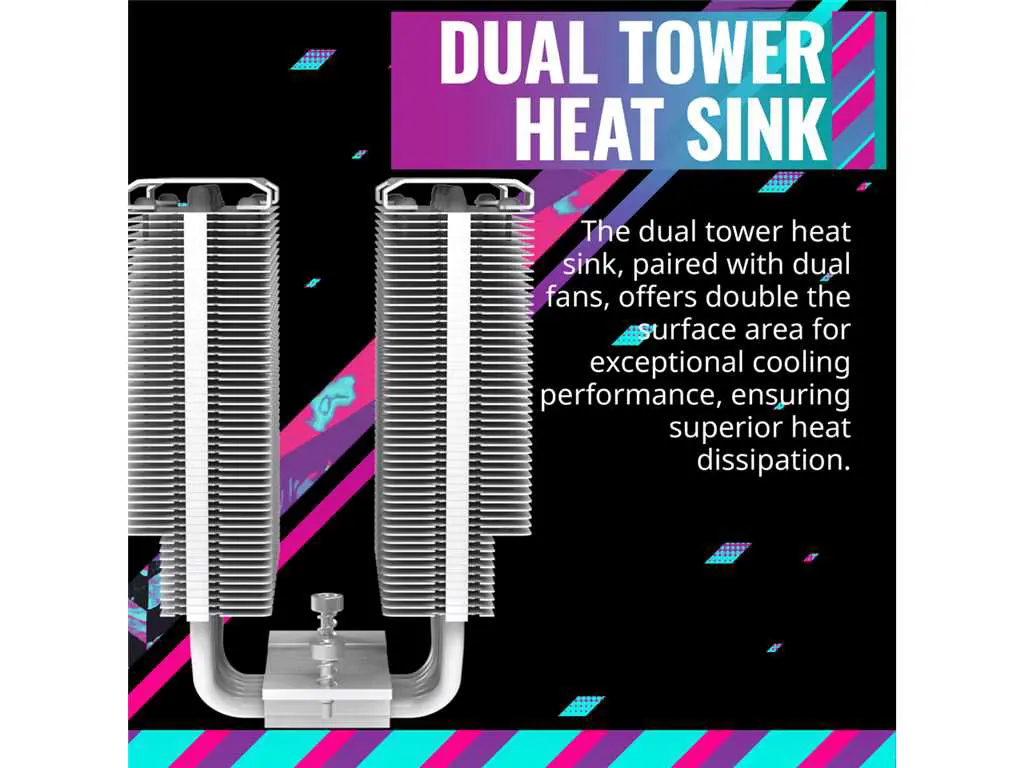 DUAL TOWER
HEAT SINK
The dual tower heat
sink, paired with dual
fans, offers double the
surface area for
exceptional cooling
performance, ensuring
superior heat
dissipation.